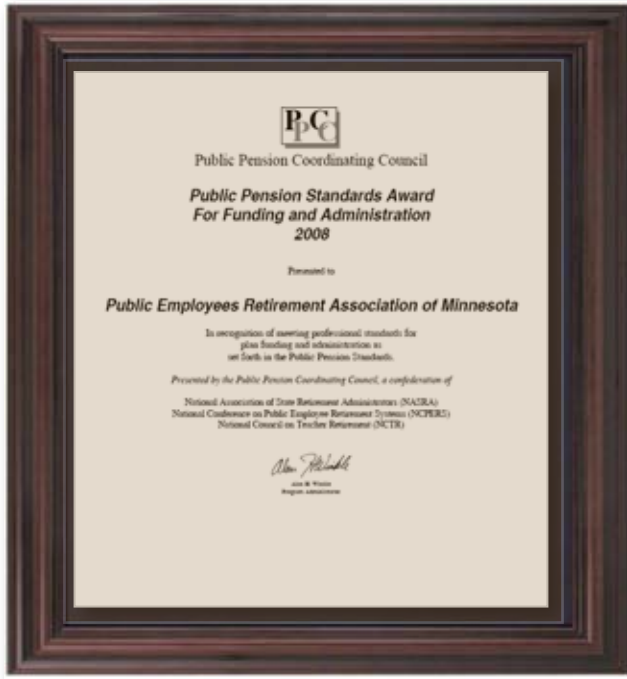 PPCC
Public Pension Coordinating Council
Public Pension Standards Award
For Funding and Administration
2008
Presented to
Public Employees Retirement Association of Minnesota
In recognition of meeting professional standards for
plan funding and administration as
set forth in the Public Pension Standards.
Presented by the Public Pension Coordinating Council, a confederation of
National Association of State Retirement Administrators (NASRA)
National Conference on Public Employee Retirement Systems (NCPERS)
National Council on Teacher Retirement (NCTR)
Alan H. Winkle
Program Administrator